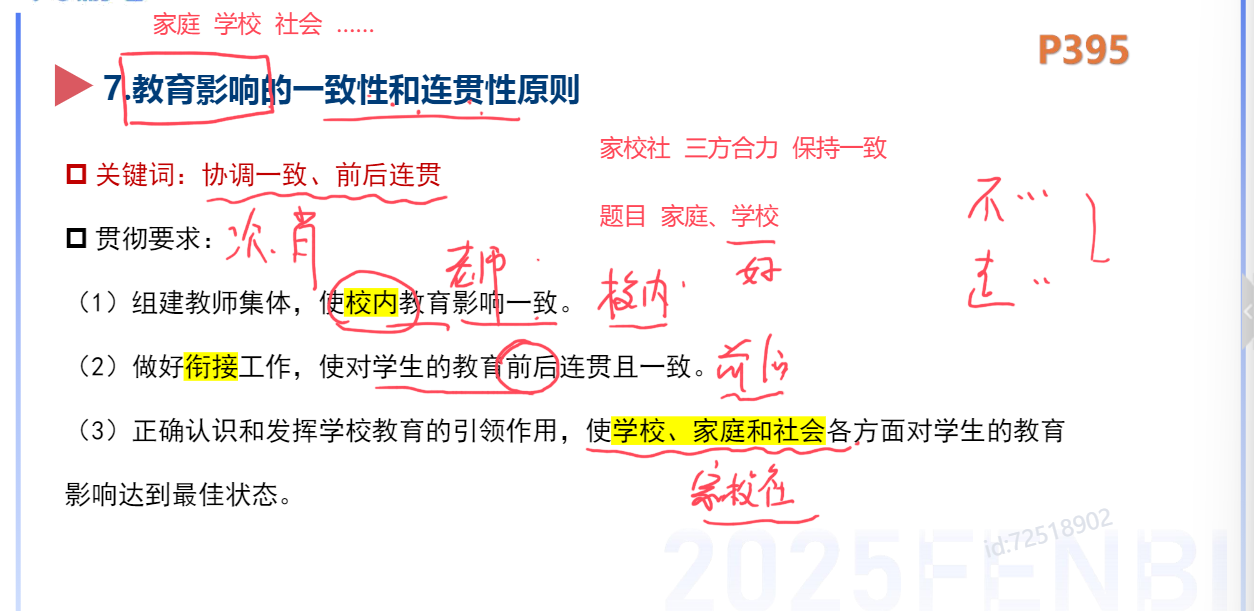 家庭 学校 社会 ……
P395
7.教育影响的一致性和连贯性原则
家校社 三方合力 保持一致
关键词：协调一致、前后连贯
题目 家庭、学校
不…
贯彻要求：
老师
好
（1）组建教师集体，使校内教育影响一致。
校内
（2）做好衔接工作，使对学生的教育前后连贯且一致。
前后
（3）正确认识和发挥学校教育的引领作用，使学校、家庭和社会各方面对学生的教育
影响达到最佳状态。
家校社
id:72518902
2025FENBI